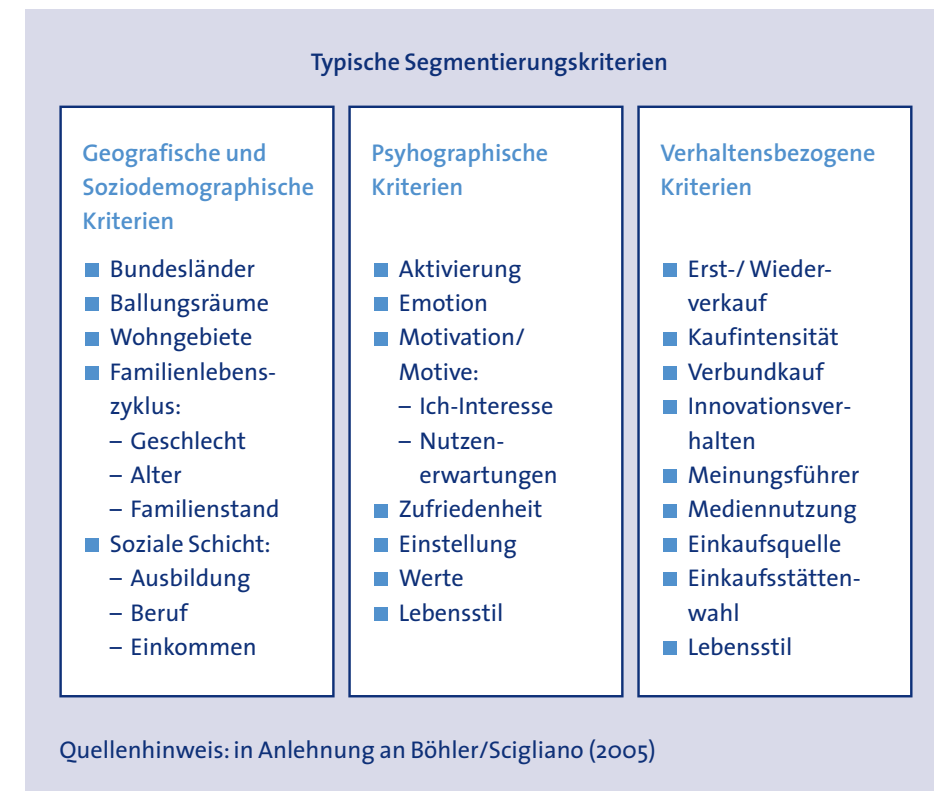 Typische Segmentierungskriterien
Geografische und
Soziodemographische
Kriterien
Bundesländer
Ballungsräume
Wohngebiete
Familienlebens-
zyklus:
– Geschlecht
– Alter
– Familienstand
Soziale Schicht:
– Ausbildung
– Beruf
– Einkommen
Psyhographische
Kriterien
Aktivierung
Emotion
Motivation/
Motive:
– Ich-Interesse
– Nutzen-
erwartungen
Zufriedenheit
Einstellung
Werte
Lebensstil
Verhaltensbezogene
Kriterien
Erst-/ Wieder-
verkauf
Kaufintensität
Verbundkauf
Innovationsver-
halten
Meinungsführer
Mediennutzung
Einkaufsquelle
Einkaufsstätten-
wahl
Lebensstil
Quellenhinweis: in Anlehnung an Böhler/Scigliano (2005)